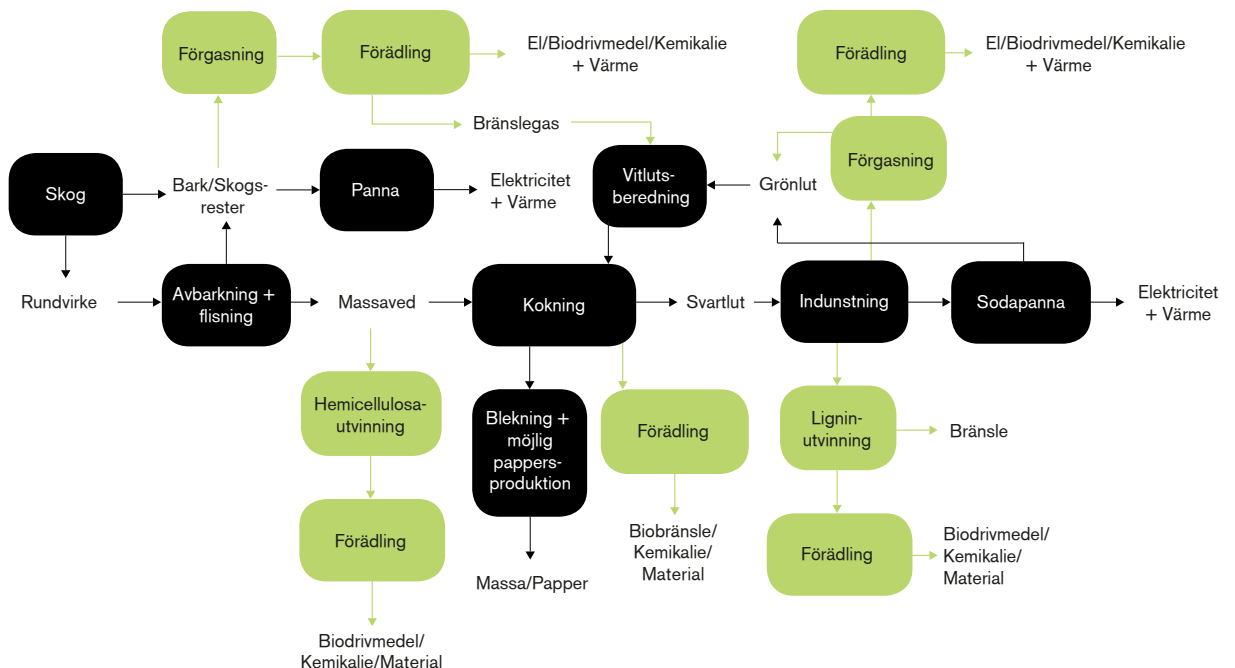 Förgasning
Förädling
El/Biodrivmedel/Kemikalie
+ Värme
Förädling
El/Biodrivmedel/Kemikalie
+ Värme
Bränslegas
Förgasning
Skog
Bark/Skogs-
rester
Panna
Elektricitet
+ Värme
Vitluts-
beredning
Grönlut
Rundvirke
Avbarkning +
flisning
Massaved
Kokning
Svartlut
Indunstning
Sodapanna
Elektricitet
+ Värme
Hemicellulosa-
utvinning
Blekning +
möjlig
pappers-
produktion
Förädling
Lignin-
utvinning
Bränsle
Förädling
Massa/Papper
Biobränsle/
Kemikalie/
Material
Förädling
Biodrivmedel/
Kemikalie/
Material
Biodrivmedel/
Kemikalie/Material